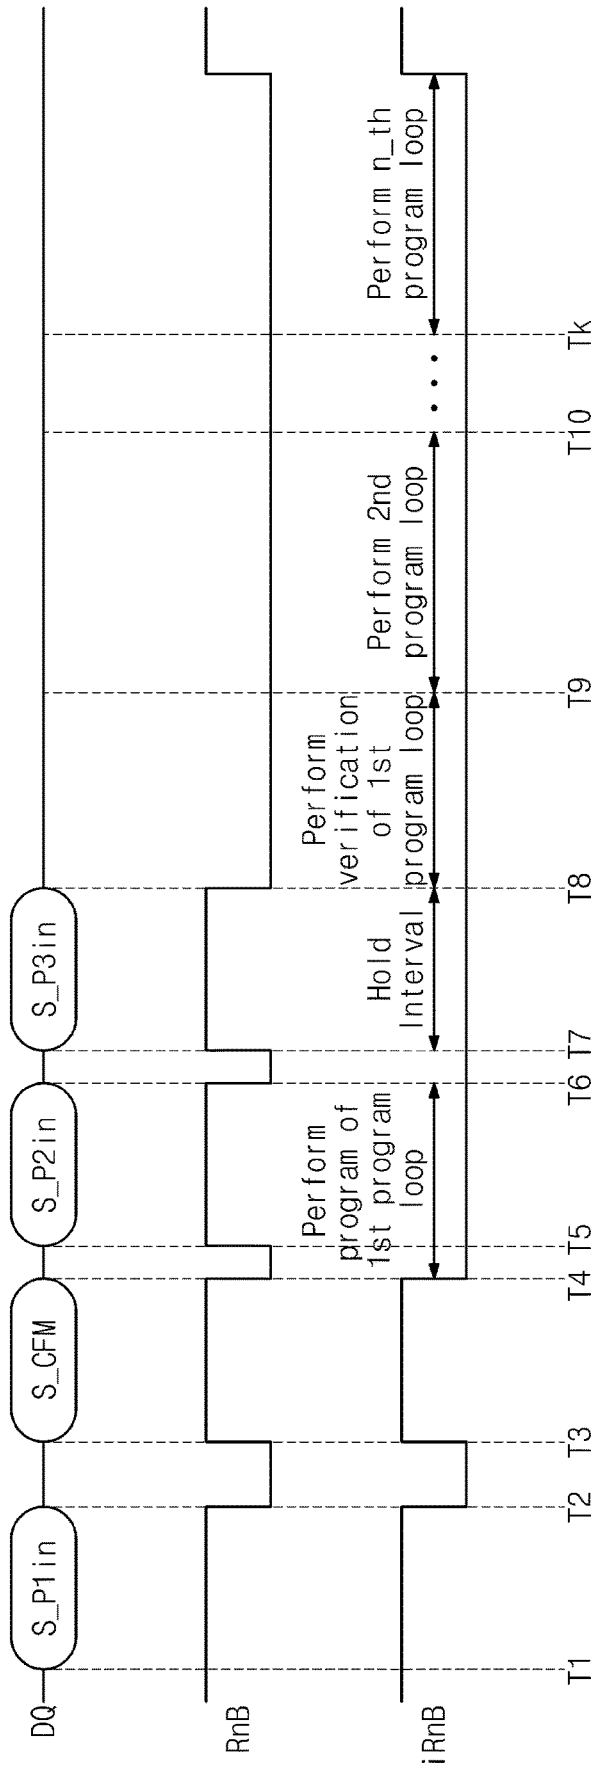 DQ
S_P1in
S_CFM
S_P2in
S_P3in
RnB
iRnB
Perform
program of
1st program
loop
Hold
Interval
Perform
verification
of 1st
program loop
Perform 2nd
program loop
• • •
Perform n_th
program loop
T1
T2
T3
T4
T5
T6
T7
T8
T9
T10
Tk